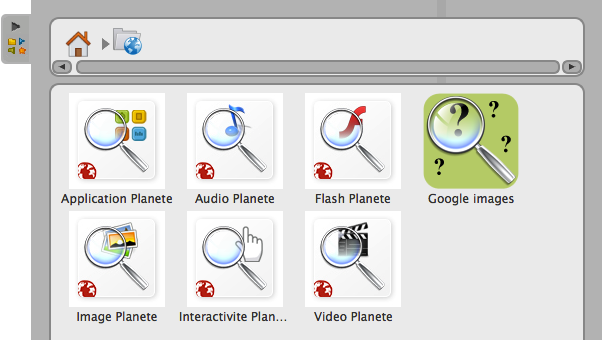 Application Planete
Audio Planete
Flash Planete
Google images
Image Planete
Interactivite Plan...
Video Planete